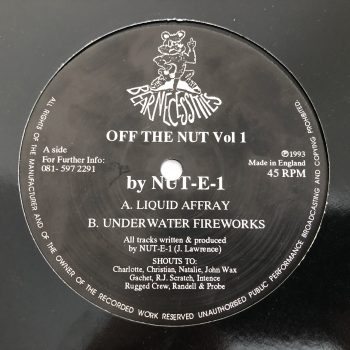 BEAR NECESSITIES
OFF THE NUT Vol 1
A side
For Further Info:
081- 597 2291
℗1993
Made in England
45 RPM
by NUT-E-1
A. LIQUID AFFRAY
B. UNDERWATER FIREWORKS
All tracks written & produced
by NUT-E-1 (J. Lawrence)
SHOUTS TO:
Charlotte, Christian, Natalie, John Wax
Gachet, R.J. Scratch, Intence
Rugged Crew, Randell & Probe
ALL RIGHTS OF THE MANUFACTURER AND OF THE OWNER OF THE RECORDED WORK RESERVED UNAUTHORISED PUBLIC PERFORMANCE BROADCASTING AND COPYING PROHIBITED.